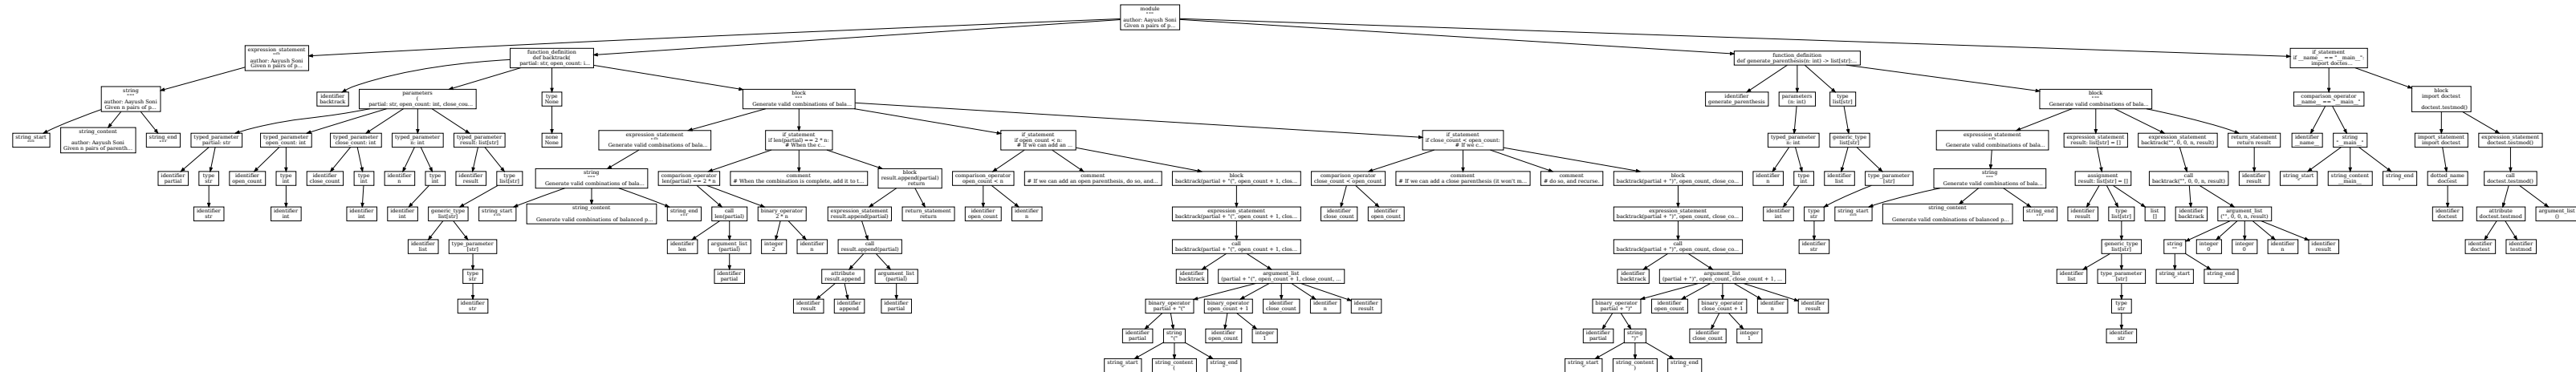 module
"""
author: Aayush Soni
Given n pairs of p...
expression_statement
"""
author: Aayush Soni
Given n pairs of p...
function_definition
def backtrack(
partial: str, open_count: i...
function_definition
def generate_parenthesis(n: int) -> list[str]:...
if_statement
if __name__ == "__main__":
import doctes...
string
"""
author: Aayush Soni
Given n pairs of p...
identifier
backtrack
parameters
(
partial: str, open_count: int, close_cou...
type
None
block
"""
Generate valid combinations of bala...
identifier
generate_parenthesis
parameters
(n: int)
type
list[str]
block
"""
Generate valid combinations of bala...
comparison_operator
__name__ == "__main__"
block
import doctest
doctest.testmod()
string_start
"""
string_content
author: Aayush Soni
Given n pairs of parenth...
string_end
"""
typed_parameter
partial: str
typed_parameter
open_count: int
typed_parameter
close_count: int
typed_parameter
n: int
typed_parameter
result: list[str]
none
None
expression_statement
"""
Generate valid combinations of bala...
if_statement
if len(partial) == 2 * n:
# When the c...
if_statement
if open_count < n:
# If we can add an ...
if_statement
if close_count < open_count:
# If we c...
typed_parameter
n: int
generic_type
list[str]
expression_statement
"""
Generate valid combinations of bala...
expression_statement
result: list[str] = []
expression_statement
backtrack("", 0, 0, n, result)
return_statement
return result
identifier
__name__
string
"__main__"
import_statement
import doctest
expression_statement
doctest.testmod()
identifier
partial
type
str
identifier
open_count
type
int
identifier
close_count
type
int
identifier
n
type
int
identifier
result
type
list[str]
string
"""
Generate valid combinations of bala...
comparison_operator
len(partial) == 2 * n
comment
# When the combination is complete, add it to t...
block
result.append(partial)
return
comparison_operator
open_count < n
comment
# If we can add an open parenthesis, do so, and...
block
backtrack(partial + "(", open_count + 1, clos...
comparison_operator
close_count < open_count
comment
# If we can add a close parenthesis (it won't m...
comment
# do so, and recurse.
block
backtrack(partial + ")", open_count, close_co...
identifier
n
type
int
identifier
list
type_parameter
[str]
string
"""
Generate valid combinations of bala...
assignment
result: list[str] = []
call
backtrack("", 0, 0, n, result)
identifier
result
string_start
"
string_content
__main__
string_end
"
dotted_name
doctest
call
doctest.testmod()
identifier
str
identifier
int
identifier
int
identifier
int
generic_type
list[str]
string_start
"""
string_content
Generate valid combinations of balanced p...
string_end
"""
call
len(partial)
binary_operator
2 * n
expression_statement
result.append(partial)
return_statement
return
identifier
open_count
identifier
n
expression_statement
backtrack(partial + "(", open_count + 1, clos...
identifier
close_count
identifier
open_count
expression_statement
backtrack(partial + ")", open_count, close_co...
identifier
int
type
str
string_start
"""
string_content
Generate valid combinations of balanced p...
string_end
"""
identifier
result
type
list[str]
list
[]
identifier
backtrack
argument_list
("", 0, 0, n, result)
identifier
doctest
attribute
doctest.testmod
argument_list
()
identifier
list
type_parameter
[str]
identifier
len
argument_list
(partial)
integer
2
identifier
n
call
result.append(partial)
call
backtrack(partial + "(", open_count + 1, clos...
call
backtrack(partial + ")", open_count, close_co...
identifier
str
generic_type
list[str]
string
""
integer
0
integer
0
identifier
n
identifier
result
identifier
doctest
identifier
testmod
type
str
identifier
partial
attribute
result.append
argument_list
(partial)
identifier
backtrack
argument_list
(partial + "(", open_count + 1, close_count, ...
identifier
backtrack
argument_list
(partial + ")", open_count, close_count + 1, ...
identifier
list
type_parameter
[str]
string_start
"
string_end
"
identifier
str
identifier
result
identifier
append
identifier
partial
binary_operator
partial + "("
binary_operator
open_count + 1
identifier
close_count
identifier
n
identifier
result
binary_operator
partial + ")"
identifier
open_count
binary_operator
close_count + 1
identifier
n
identifier
result
type
str
identifier
partial
string
"("
identifier
open_count
integer
1
identifier
partial
string
")"
identifier
close_count
integer
1
identifier
str
string_start
"
string_content
(
string_end
"
string_start
"
string_content
)
string_end
"